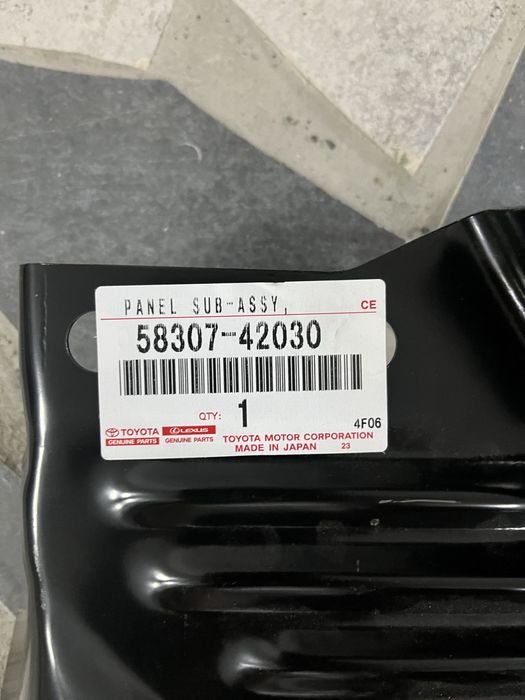 PANEL SUB-ASSY, CE
58307-42030
QTY: 1 4F06
TOYOTA LEXUS
GENUINE PARTS GENUINE PARTS
TOYOTA MOTOR CORPORATION
MADE IN JAPAN 23